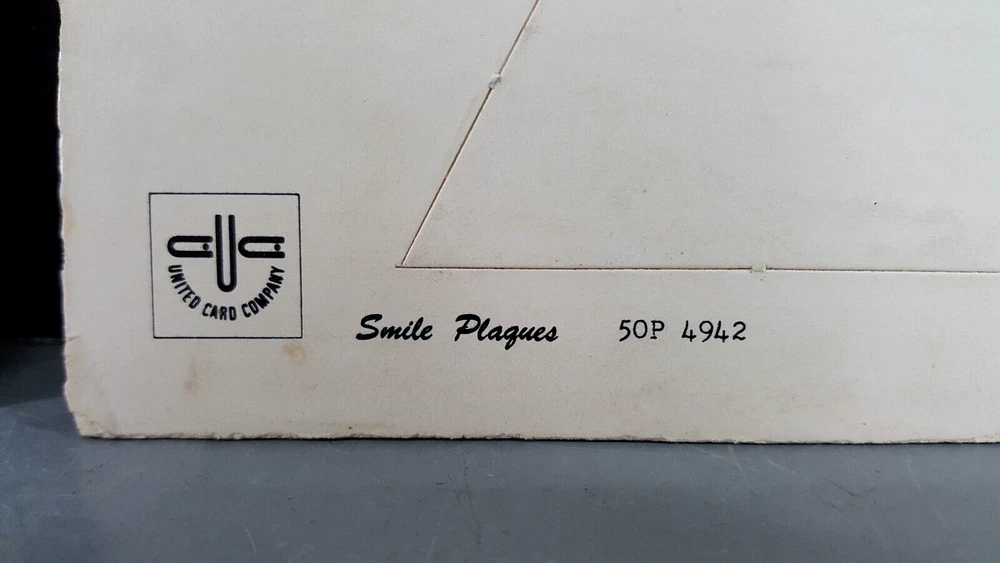 UNITED CARD COMPANY
Smile Plaques 50P 4942